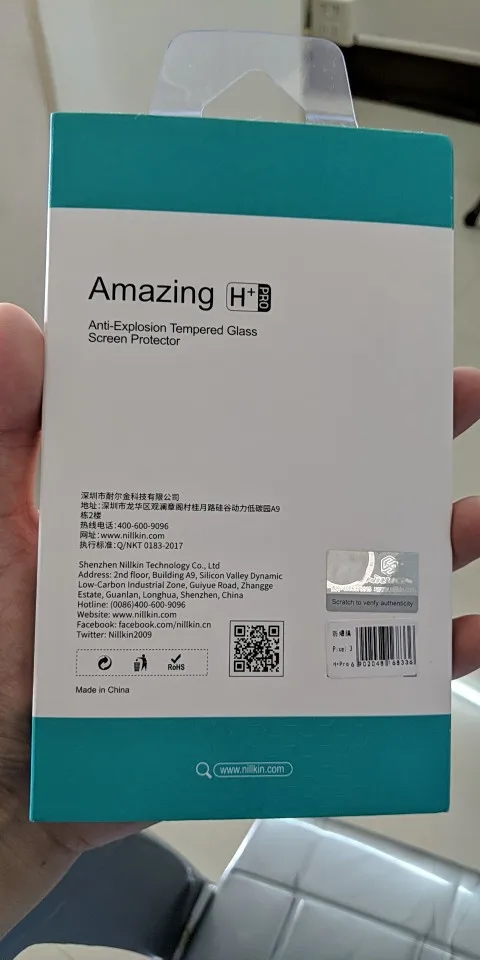 Amazing H+ PRO
Anti-Explosion Tempered Glass
Screen Protector
深圳市耐尔金科技有限公司
地址：深圳市龙华区观澜章阁村桂月路硅谷动力低碳园A9
栋2楼
热线电话：400-600-9096
网址：www.nillkin.com
执行标准：Q/NKT 0183-2017
Shenzhen Nillkin Technology Co., Ltd
Address: 2nd floor, Building A9, Silicon Valley Dynamic
Low-Carbon Industrial Zone, Guiyue Road, Zhangge
Estate, Guanlan, Longhua, Shenzhen, China
Hotline: (0086)400-600-9096
Website: www.nillkin.com
Facebook: facebook.com/nillkin.cn
Twitter: Nillkin2009
RoHS
Made in China
Scratch to verify authenticity
Pixel 3
H+Pro 6 902048 168336
www.nillkin.com